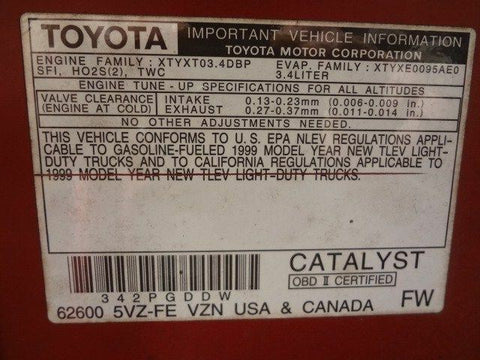 TOYOTA
IMPORTANT VEHICLE INFORMATION
TOYOTA MOTOR CORPORATION
ENGINE FAMILY : XTYXT03.4DBP EVAP. FAMILY : XTYXE0095AE0
SFI, HO2S(2), TWC 3.4LITER
ENGINE TUNE - UP SPECIFICATIONS FOR ALL ALTITUDES
VALVE CLEARANCE INTAKE 0.13-0.23mm (0.006-0.009 in.)
(ENGINE AT COLD) EXHAUST 0.27-0.37mm (0.011-0.014 in.)
NO OTHER ADJUSTMENTS NEEDED.
THIS VEHICLE CONFORMS TO U.S. EPA NLEV REGULATIONS APPLI-
CABLE TO GASOLINE-FUELED 1999 MODEL YEAR NEW TLEV LIGHT-
DUTY TRUCKS AND TO CALIFORNIA REGULATIONS APPLICABLE TO
1999 MODEL YEAR NEW TLEV LIGHT-DUTY TRUCKS.
CATALYST
OBD II CERTIFIED
342PGDDW
62600 5VZ-FE VZN USA & CANADA FW